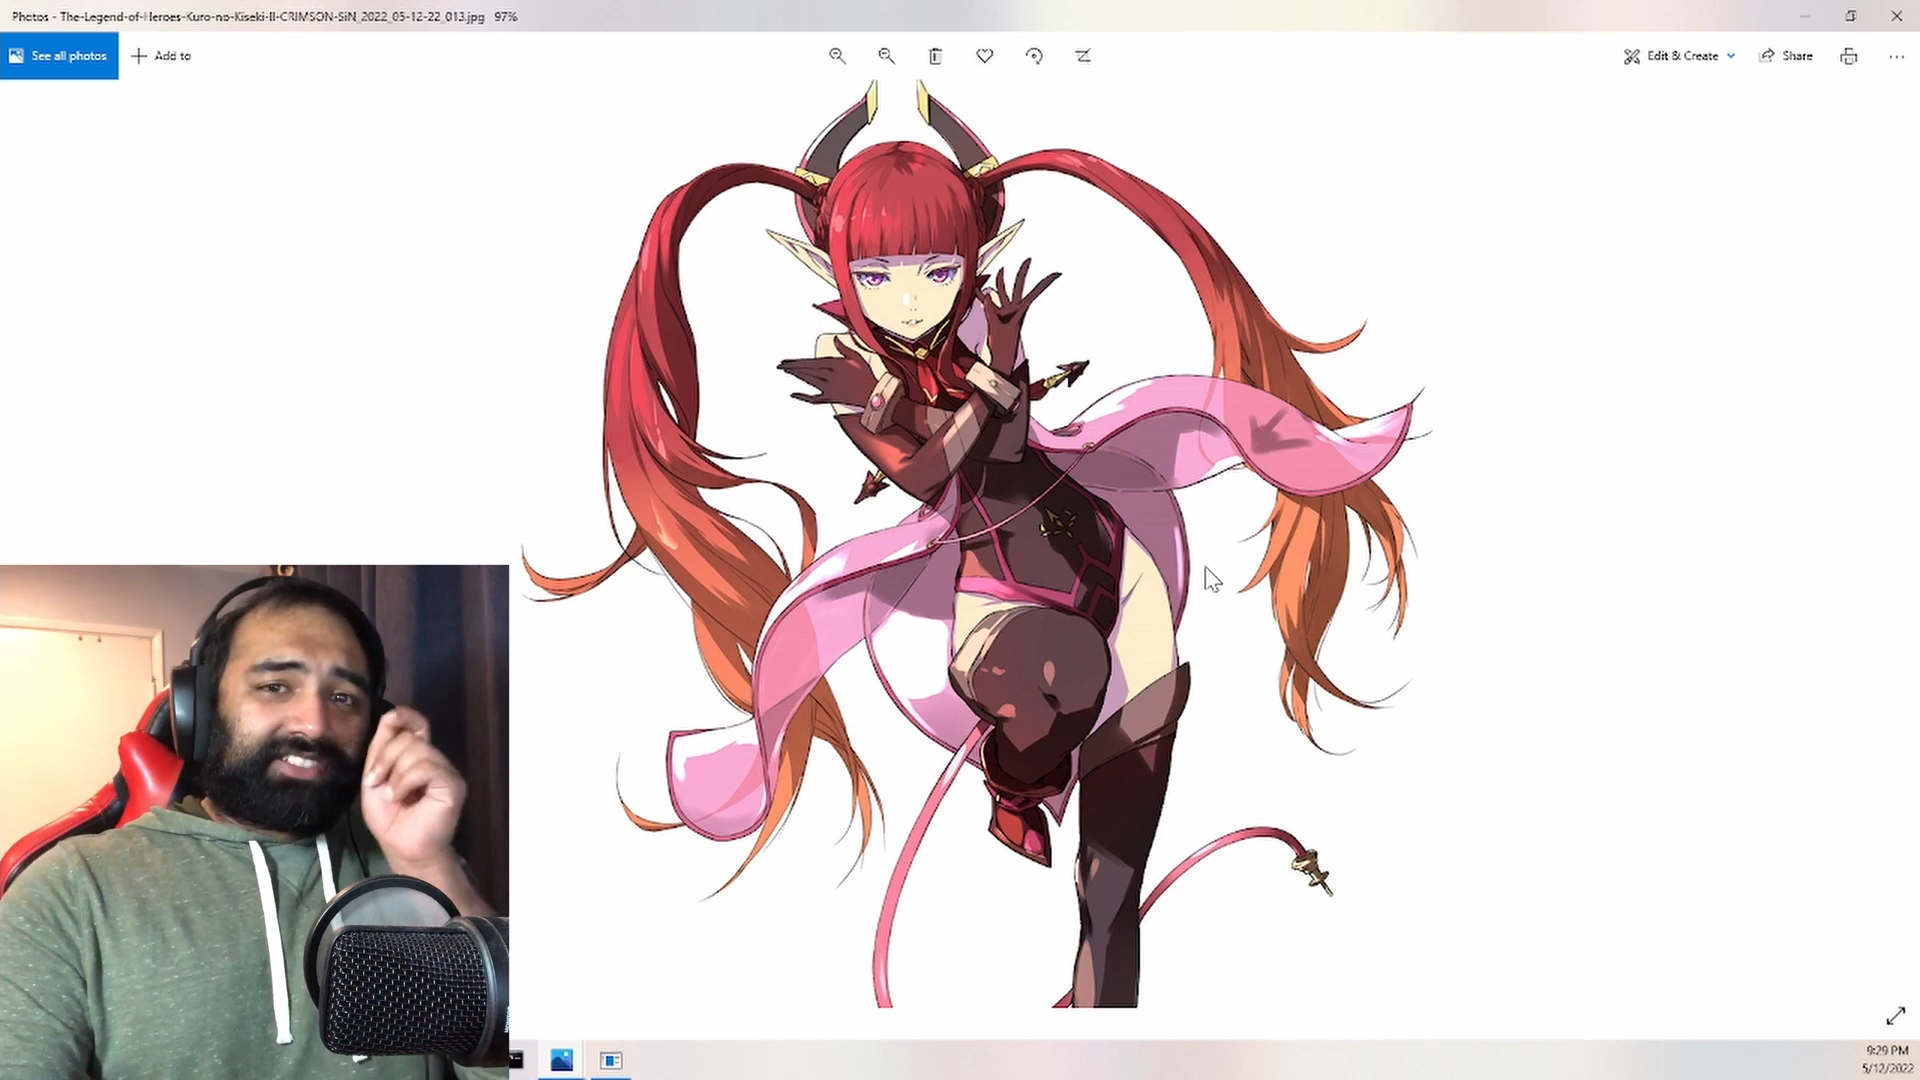 Photos - The-Legend-of-Heroes-Kuro-no-Kiseki-II-CRIMSON-SiN_2022_05-12-22_013.jpg 97%
See all photos
Add to
Edit & Create
Share
9:29 PM
5/12/2022